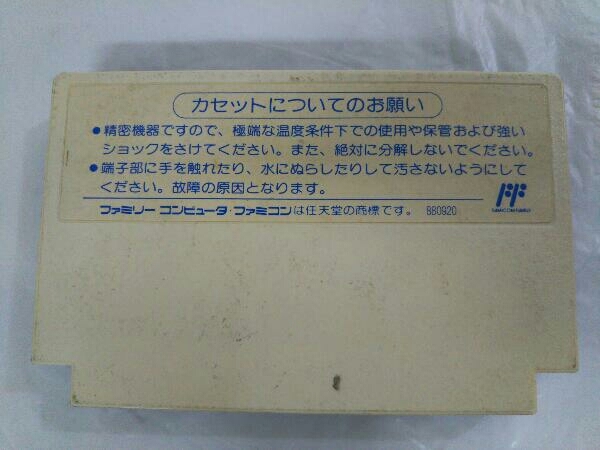 カセットについてのお願い
●精密機器ですので、極端な温度条件下での使用や保管および強い
ショックをさけてください。また、絶対に分解しないでください。
●端子部に手を触れたり、水にぬらしたりして汚さないようにして
ください。故障の原因となります。
ファミリー コンピュータ・ファミコンは任天堂の商標です。 880920
FAMICOM FAMILY